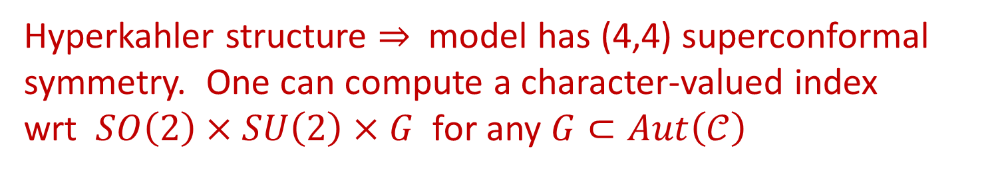 Hyperkahler structure ⇒ model has (4,4) superconformal
symmetry. One can compute a character-valued index
wrt 𝑆𝑂(2) × 𝑆𝑈(2) × 𝐺 for any 𝐺 ⊂ 𝐴𝑢𝑡(𝒞)